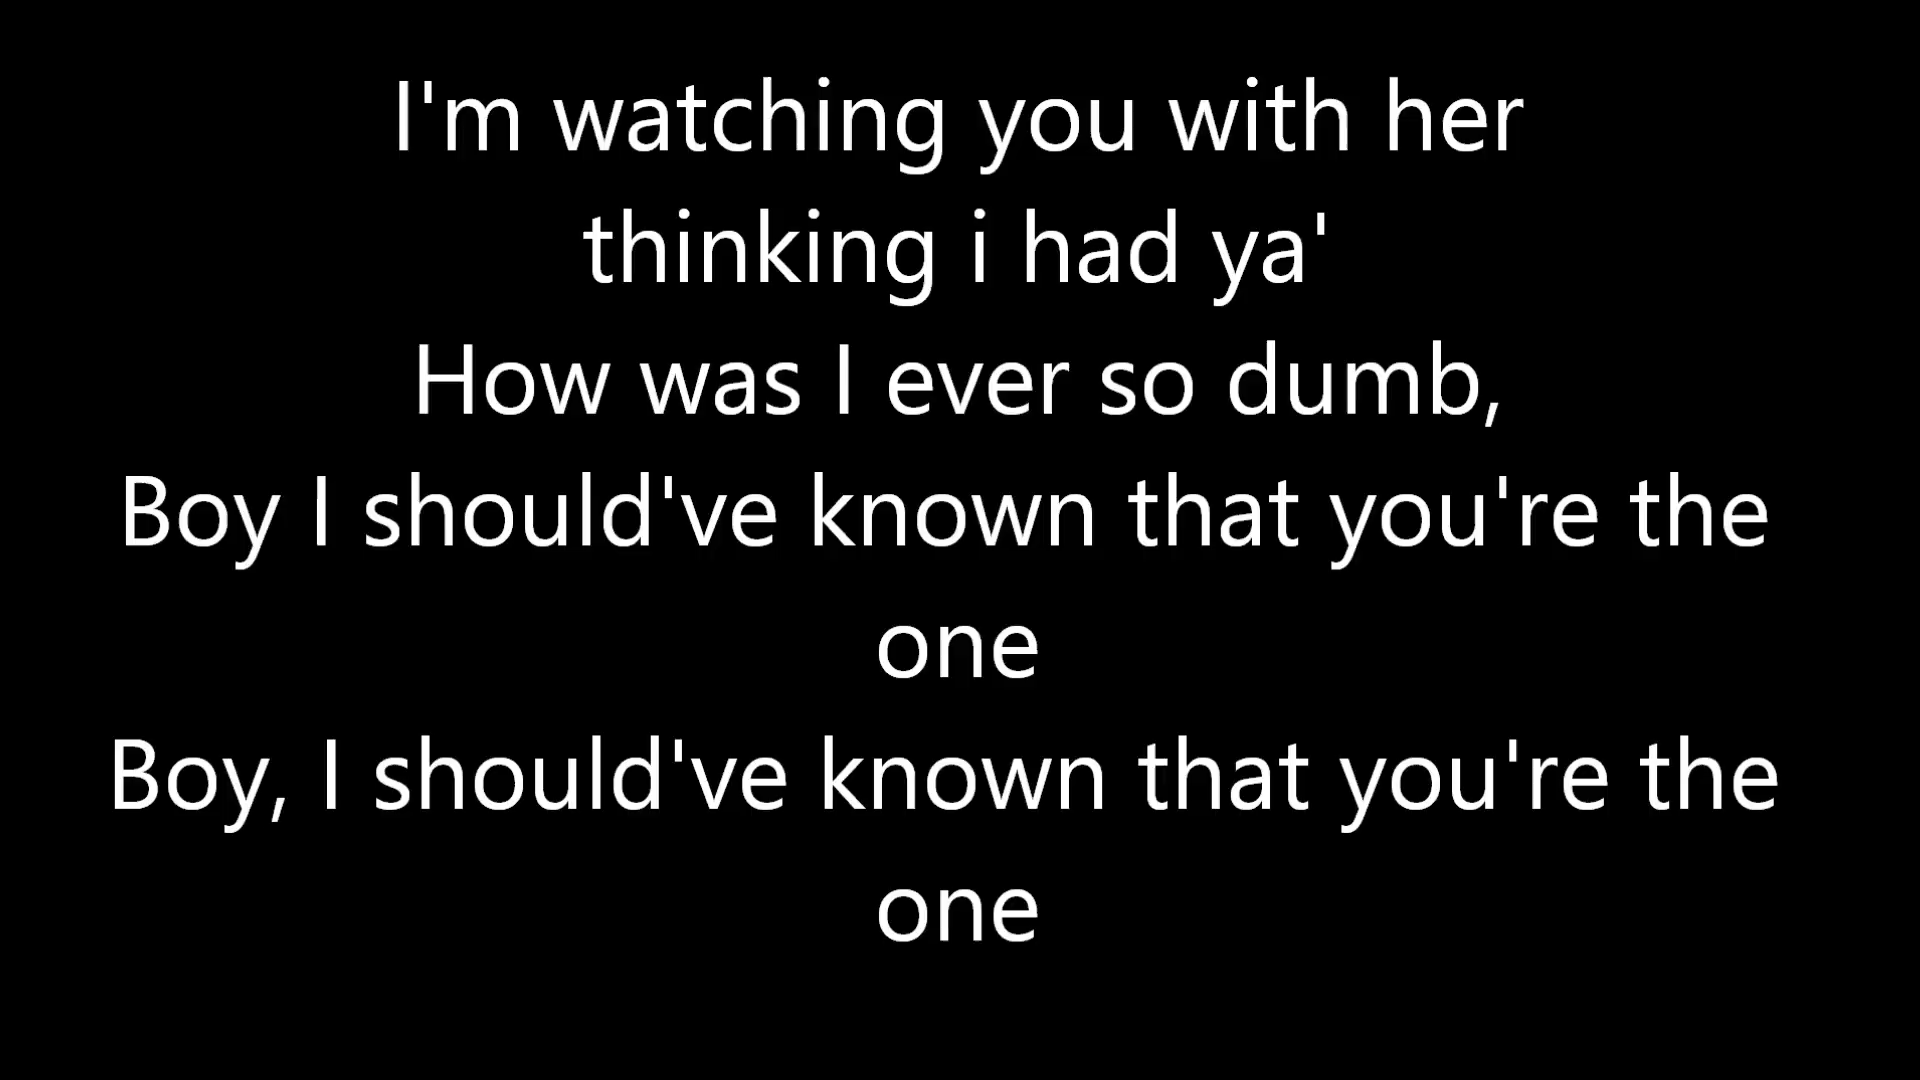 I'm watching you with her
thinking i had ya'
How was I ever so dumb,
Boy I should've known that you're the
one
Boy, I should've known that you're the
one